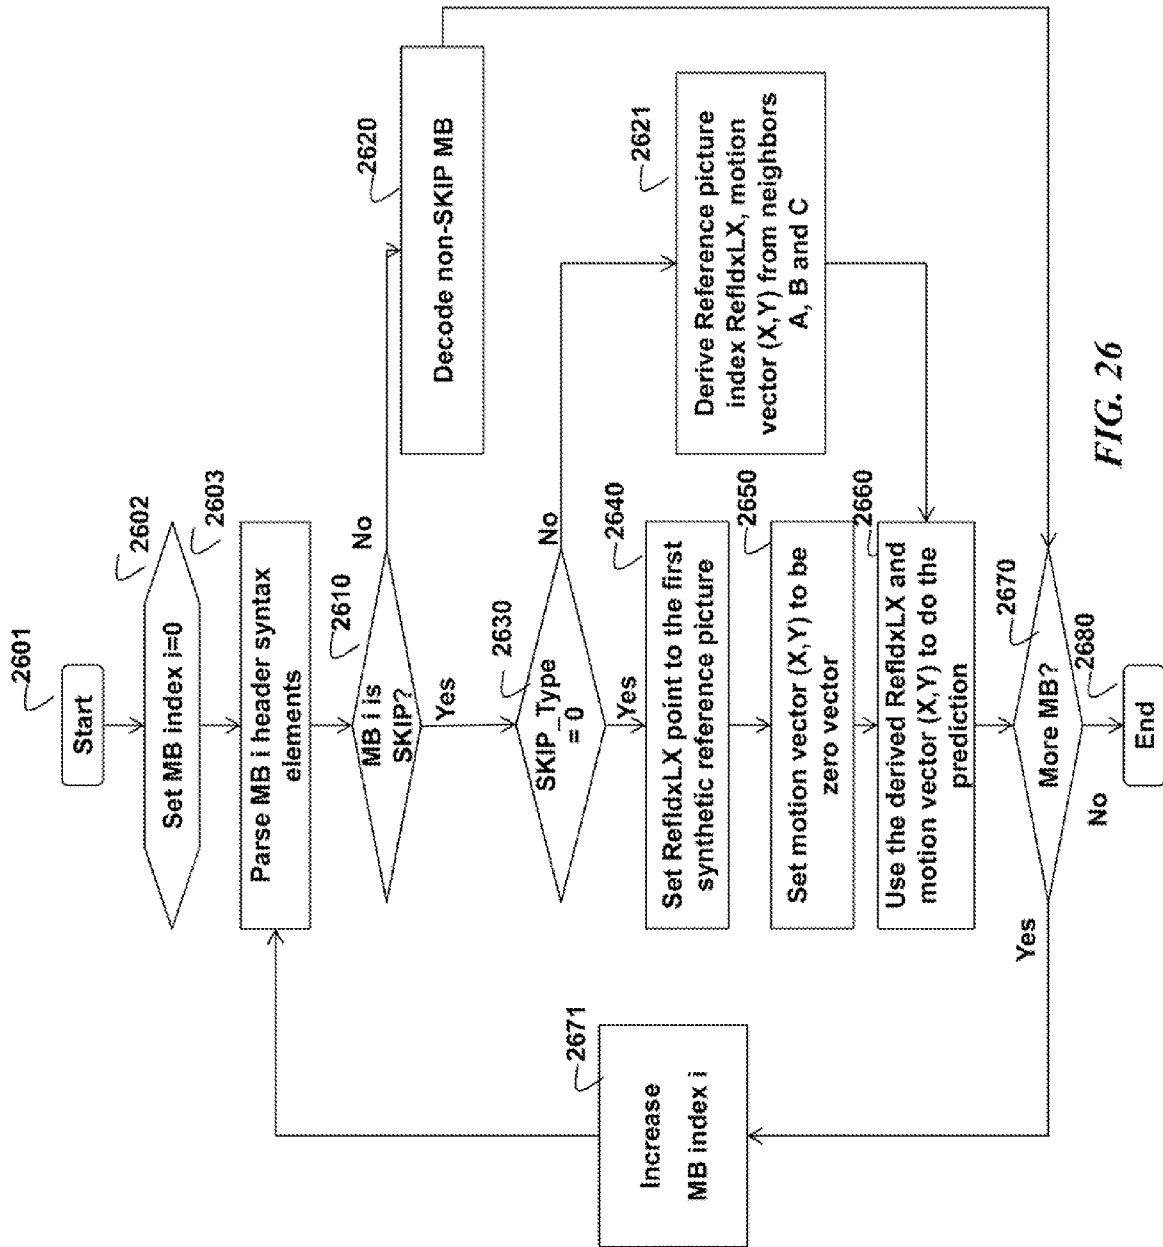 2601
Start
2602
Set MB index i=0
2603
Parse MB i header syntax
elements
2610
MB i is
SKIP?
No
Yes
2620
Decode non-SKIP MB
2630
SKIP_Type
= 0
No
Yes
2621
Derive Reference picture
index RefIdxLX, motion
vector (X,Y) from neighbors
A, B and C
2640
Set RefIdxLX point to the first
synthetic reference picture
2650
Set motion vector (X,Y) to be
zero vector
2660
Use the derived RefIdxLX and
motion vector (X,Y) to do the
prediction
2670
More MB?
Yes
No
2671
Increase
MB index i
2680
End
FIG. 26